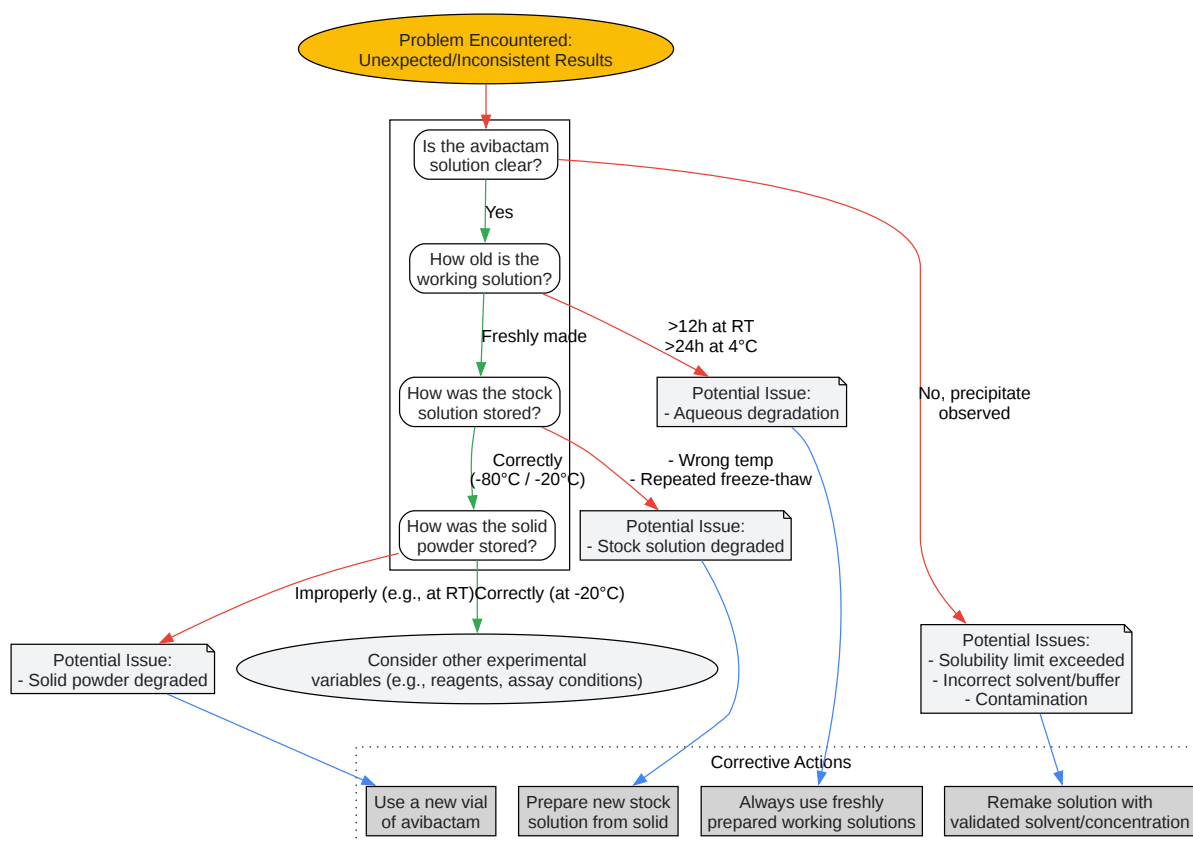 Problem Encountered:
Unexpected/Inconsistent Results
Is the avibactam
solution clear?
Yes
How old is the
working solution?
Freshly made
>12h at RT
>24h at 4°C
How was the stock
solution stored?
Potential Issue:
- Aqueous degradation
No, precipitate
observed
Correctly
(-80°C / -20°C)
- Wrong temp
- Repeated freeze-thaw
How was the solid
powder stored?
Potential Issue:
- Stock solution degraded
Improperly (e.g., at RT)
Correctly (at -20°C)
Potential Issue:
- Solid powder degraded
Consider other experimental
variables (e.g., reagents, assay conditions)
Potential Issues:
- Solubility limit exceeded
- Incorrect solvent/buffer
- Contamination
Corrective Actions
Use a new vial
of avibactam
Prepare new stock
solution from solid
Always use freshly
prepared working solutions
Remake solution with
validated solvent/concentration